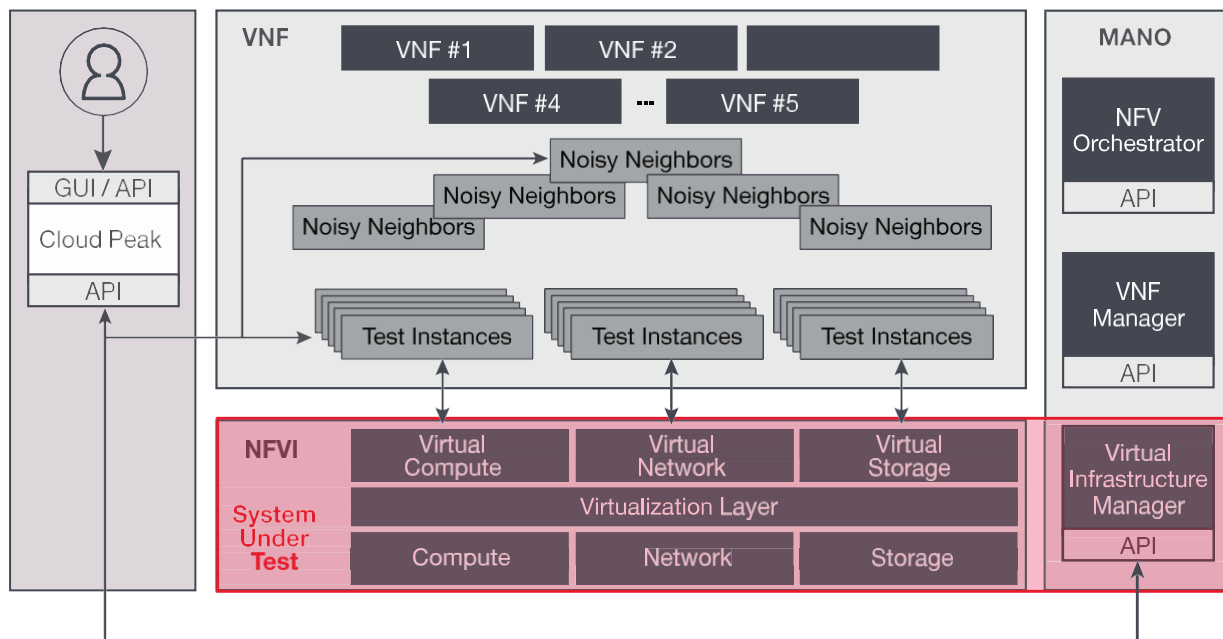 GUI / API
Cloud Peak
API
VNF
VNF #1
VNF #2
VNF #4
...
VNF #5
Noisy Neighbors
Noisy Neighbors
Noisy Neighbors
Noisy Neighbors
Noisy Neighbors
Test Instances
Test Instances
Test Instances
NFVI
System
Under
Test
Virtual
Compute
Virtual
Network
Virtual
Storage
Virtualization Layer
Compute
Network
Storage
MANO
NFV
Orchestrator
API
VNF
Manager
API
Virtual
Infrastructure
Manager
API